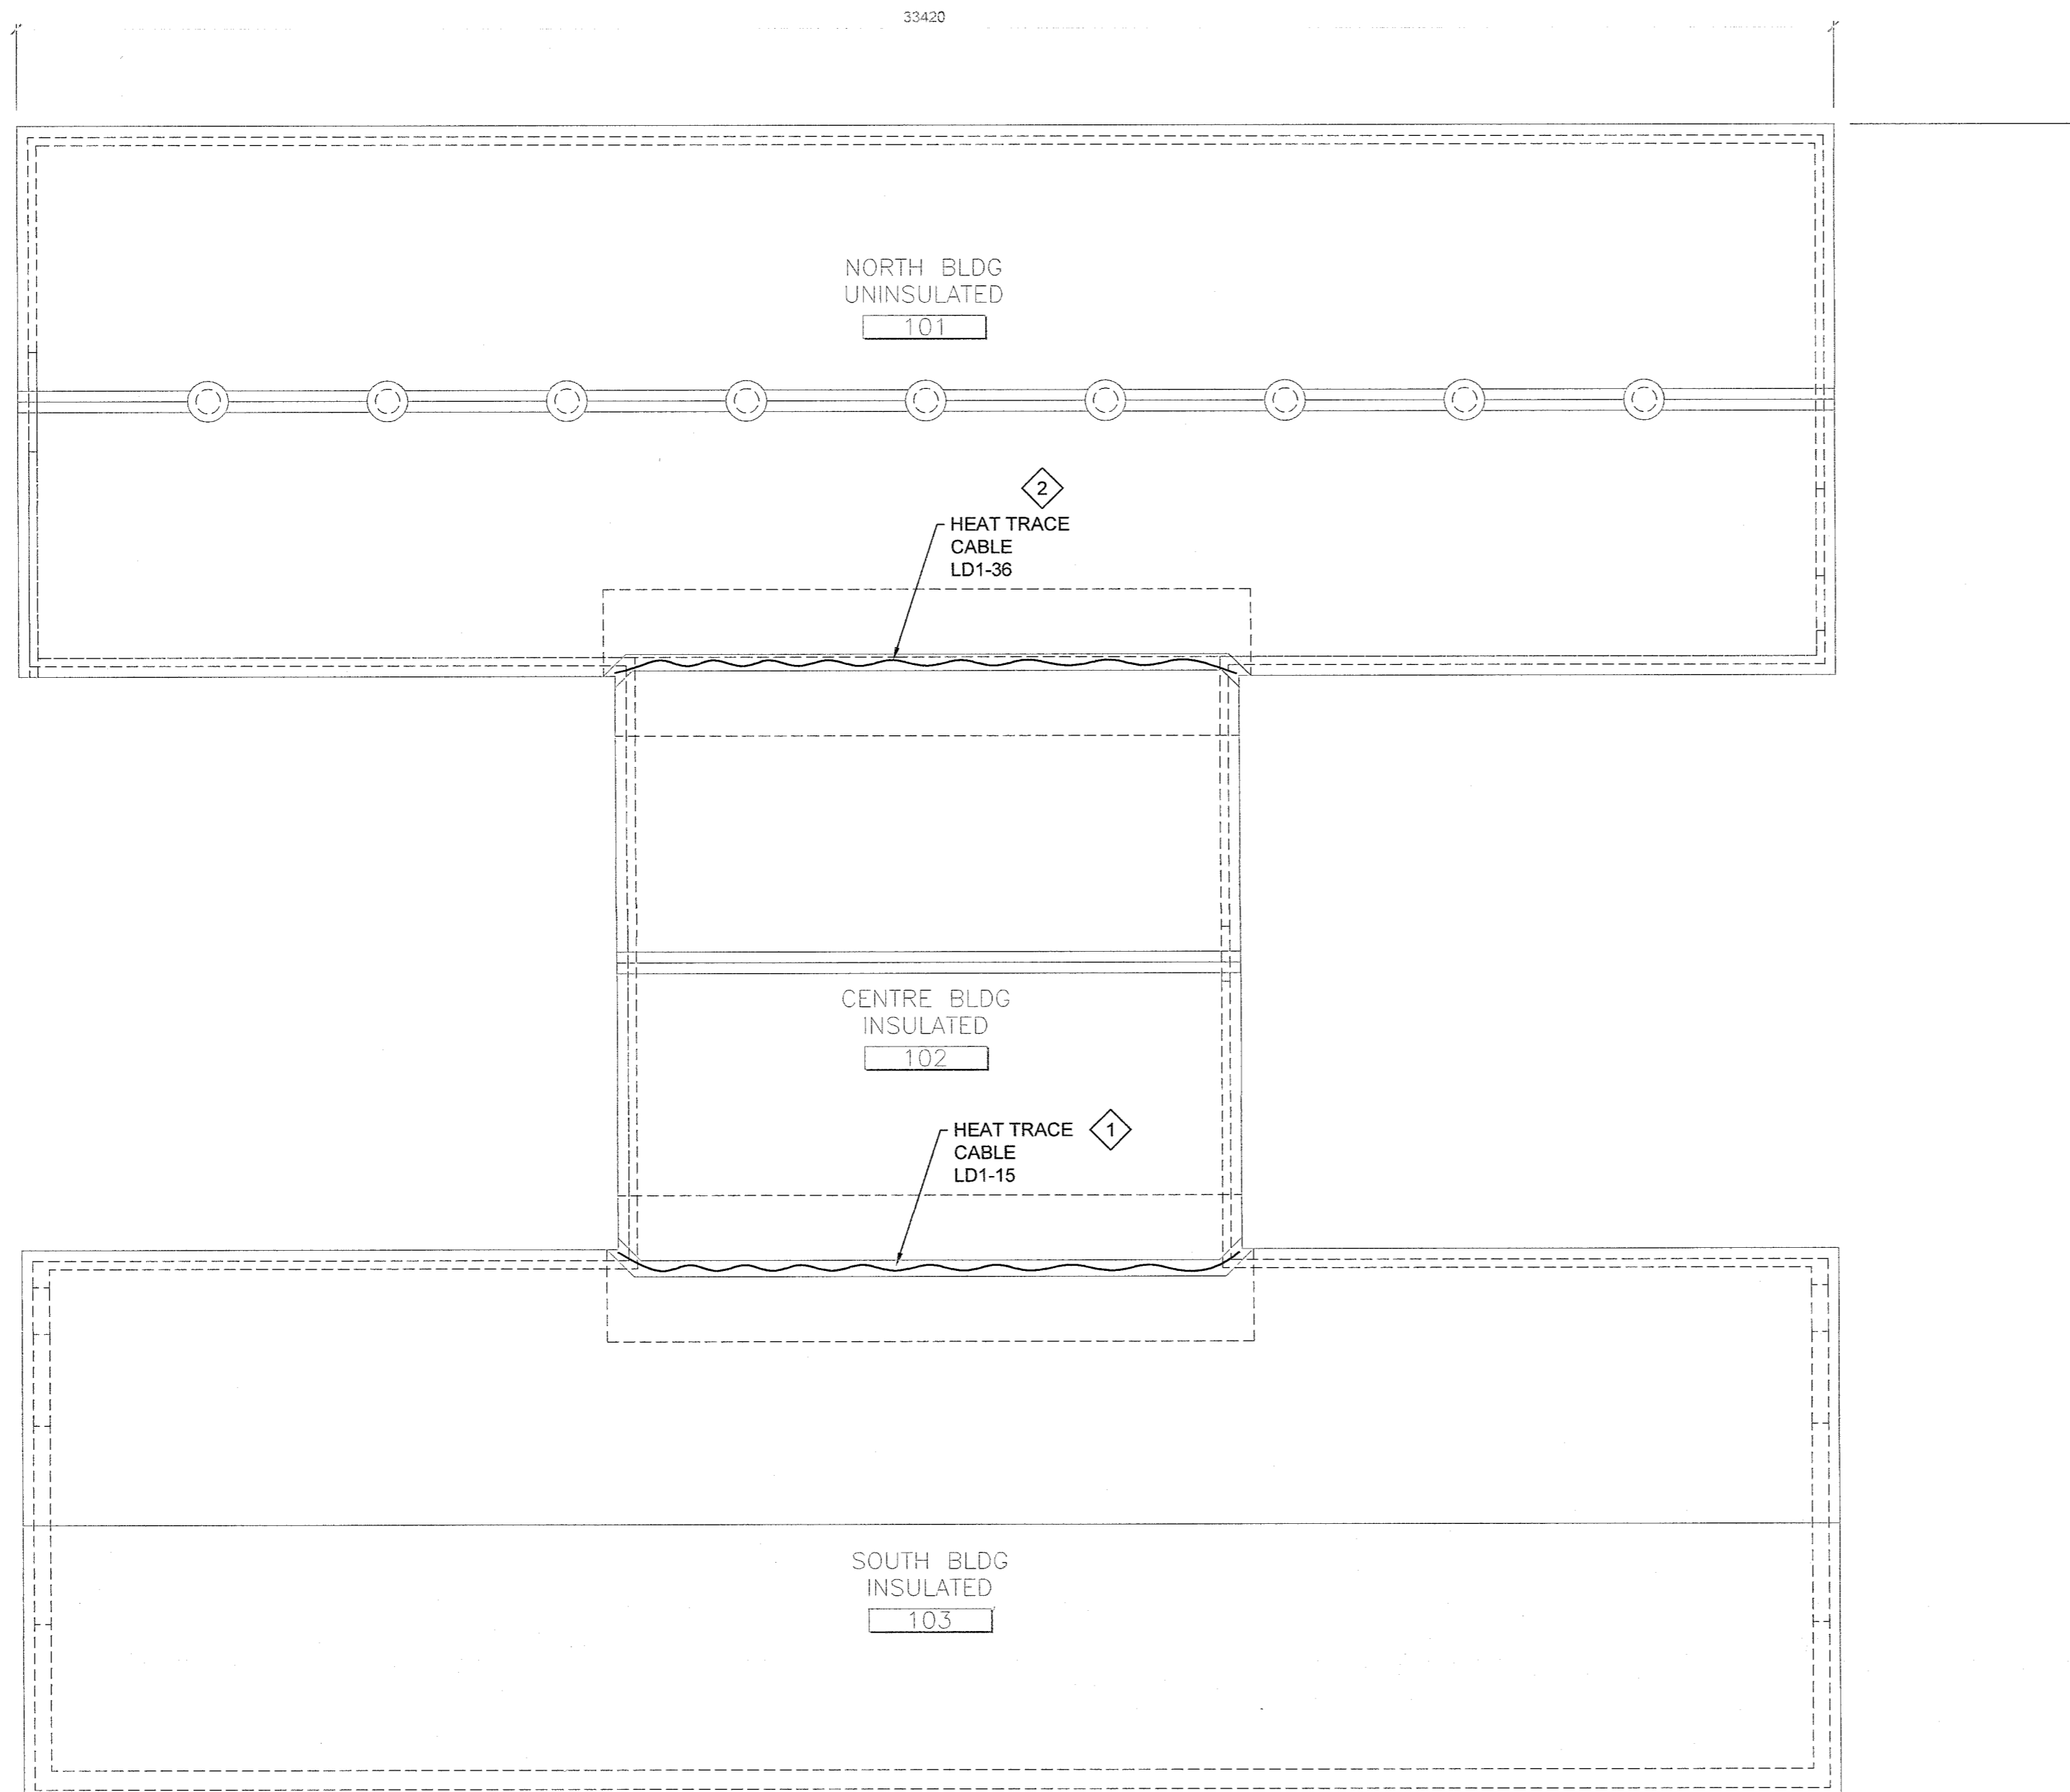 33420
NORTH BLDG
UNINSULATED
101
2
HEAT TRACE
CABLE
LD1-36
CENTRE BLDG
INSULATED
102
HEAT TRACE 1
CABLE
LD1-15
SOUTH BLDG
INSULATED
103